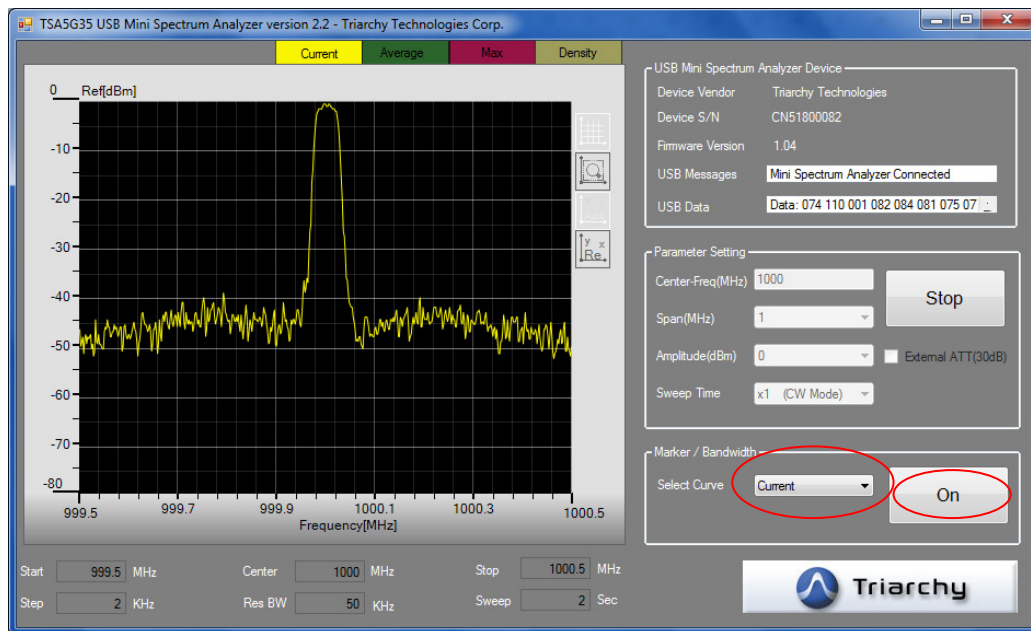 TSA5G35 USB Mini Spectrum Analyzer version 2.2 - Triarchy Technologies Corp.
Current Average Max Density
0 Ref[dBm]
-10
-20
-30
-40
-50
-60
-70
-80
999.5 999.7 999.9 1000.1 1000.3 1000.5
Frequency[MHz]
y x
Re.
USB Mini Spectrum Analyzer Device
Device Vendor Triarchy Technologies
Device S/N CN51800082
Firmware Version 1.04
USB Messages Mini Spectrum Analyzer Connected
USB Data Data: 074 110 001 082 084 081 075 07
Parameter Setting
Center-Freq(MHz) 1000
Stop
Span(MHz) 1
Amplitude(dBm) 0 External ATT(30dB)
Sweep Time x1 (CW Mode)
Marker / Bandwidth
Select Curve Current
On
Start 999.5 MHz Center 1000 MHz Stop 1000.5 MHz
Step 2 KHz Res BW 50 KHz Sweep 2 Sec
Triarchy